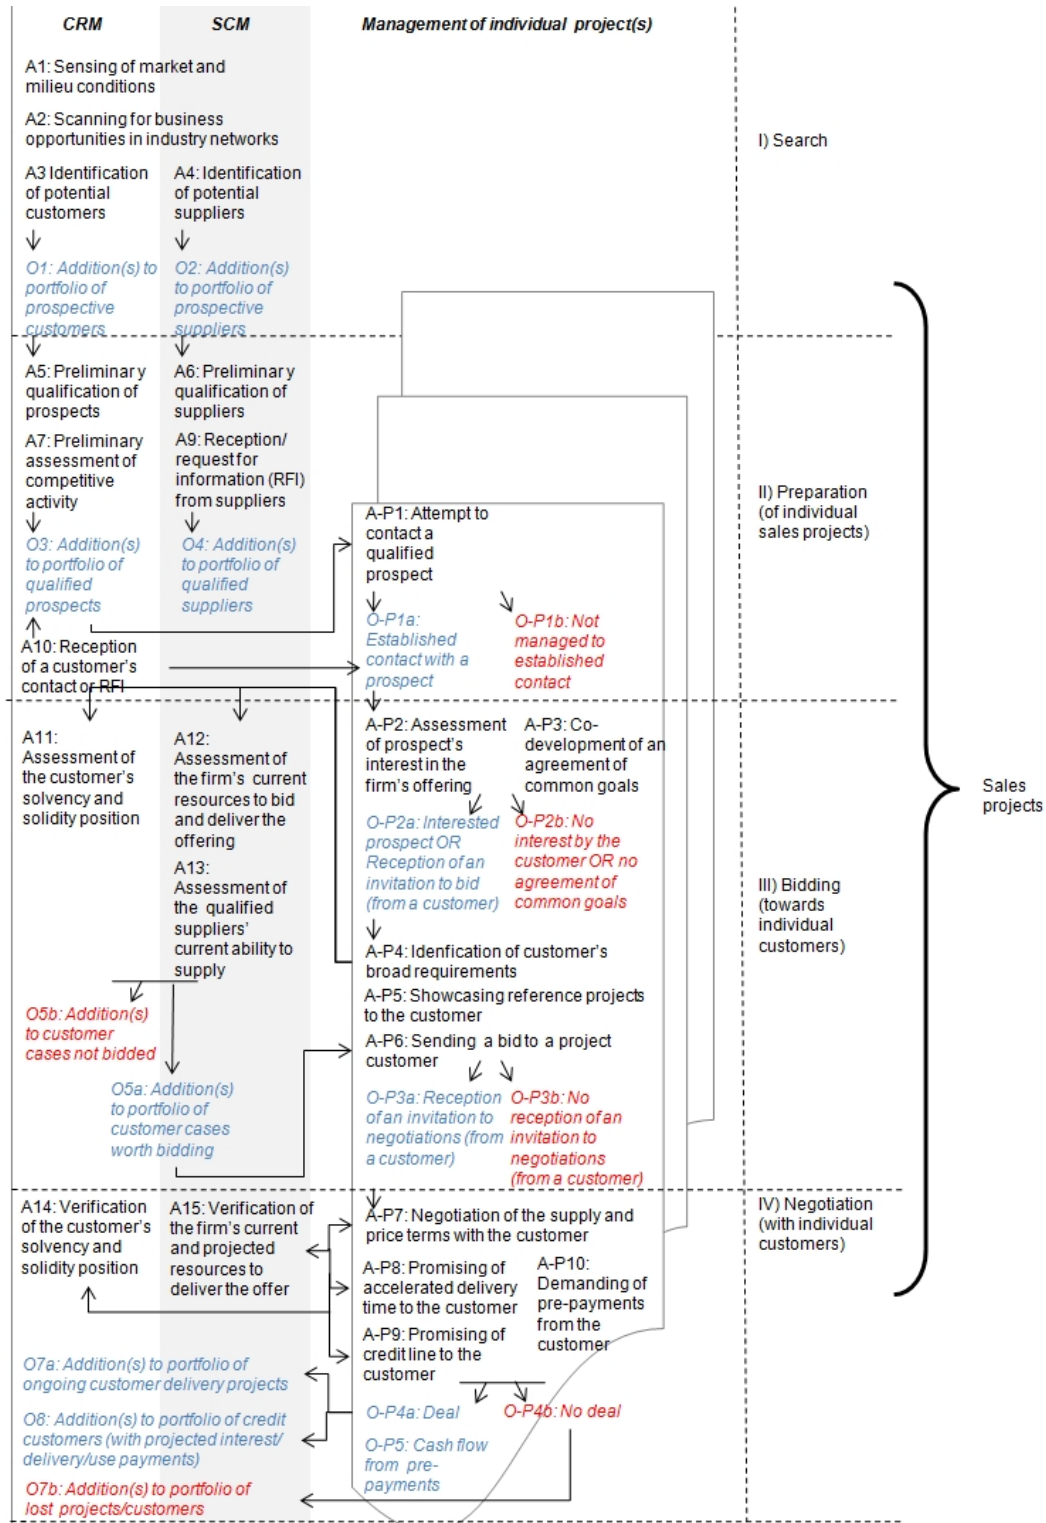 CRM
SCM
Management of individual project(s)
A1: Sensing of market and
milieu conditions
A2: Scanning for business
opportunities in industry networks
I) Search
A3 Identification
of potential
customers
A4: Identification
of potential
suppliers
O1: Addition(s) to
portfolio of
prospective
customers
O2: Addition(s)
to portfolio of
prospective
suppliers
A5: Preliminary
qualification of
prospects
A6: Preliminary
qualification of
suppliers
A7: Preliminary
assessment of
competitive
activity
A9: Reception/
request for
information (RFI)
from suppliers
II) Preparation
(of individual
sales projects)
O3: Addition(s)
to portfolio of
qualified
prospects
O4: Addition(s)
to portfolio of
qualified
suppliers
A-P1: Attempt to
contact a
qualified
prospect
O-P1a:
Established
contact with a
prospect
O-P1b: Not
managed to
established
contact
A10: Reception
of a customer's
contact or RFI
A11:
Assessment of
the customer's
solvency and
solidity position
A12:
Assessment of
the firm's current
resources to bid
and deliver the
offering
A13:
Assessment of
the qualified
suppliers'
current ability to
supply
A-P2: Assessment
of prospect's
interest in the
firm's offering
A-P3: Co-
development of an
agreement of
common goals
O-P2a: Interested
prospect OR
Reception of an
invitation to bid
(from a customer)
O-P2b: No
interest by the
customer OR no
agreement of
common goals
III) Bidding
(towards
individual
customers)
Sales
projects
A-P4: Idenfication of customer's
broad requirements
A-P5: Showcasing reference projects
to the customer
A-P6: Sending a bid to a project
customer
O5b: Addition(s)
to customer
cases not bidded
O5a: Addition(s)
to portfolio of
customer cases
worth bidding
O-P3a: Reception
of an invitation to
negotiations (from
a customer)
O-P3b: No
reception of an
invitation to
negotiations
(from a customer)
A14: Verification
of the customer's
solvency and
solidity position
A15: Verification of
the firm's current
and projected
resources to
deliver the offer
A-P7: Negotiation of the supply and
price terms with the customer
IV) Negotiation
(with individual
customers)
A-P8: Promising of
accelerated delivery
time to the customer
A-P10:
Demanding of
pre-payments
from the
customer
A-P9: Promising of
credit line to the
customer
O7a: Addition(s) to portfolio of
ongoing customer delivery projects
O8: Addition(s) to portfolio of credit
customers (with projected interest/
delivery/use payments)
O7b: Addition(s) to portfolio of
lost projects/customers
O-P4a: Deal
O-P4b: No deal
O-P5: Cash flow
from pre-
payments